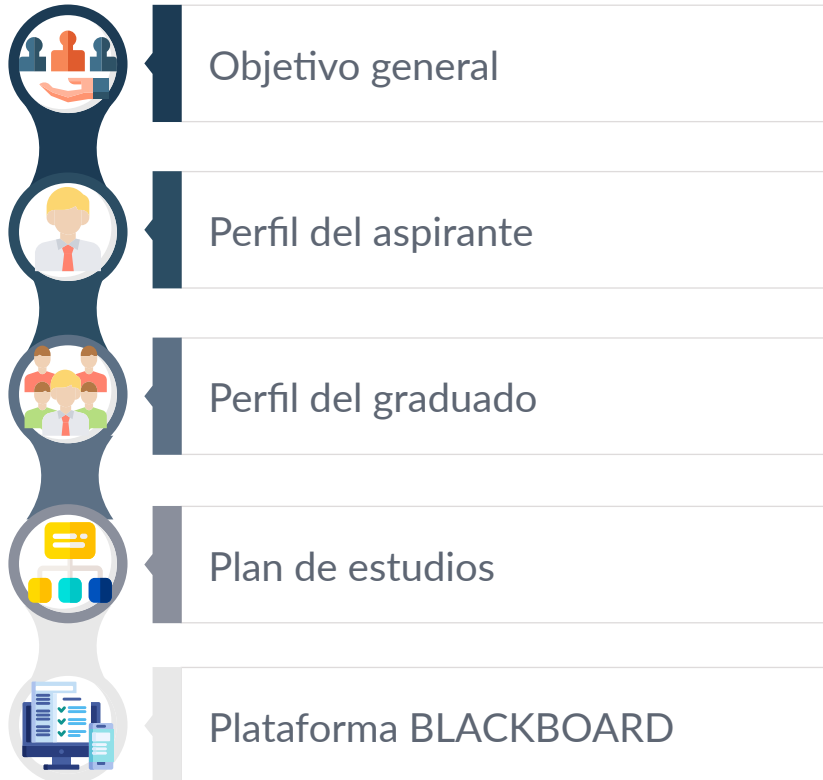 Objetivo general
Perfil del aspirante
Perfil del graduado
Plan de estudios
Plataforma BLACKBOARD